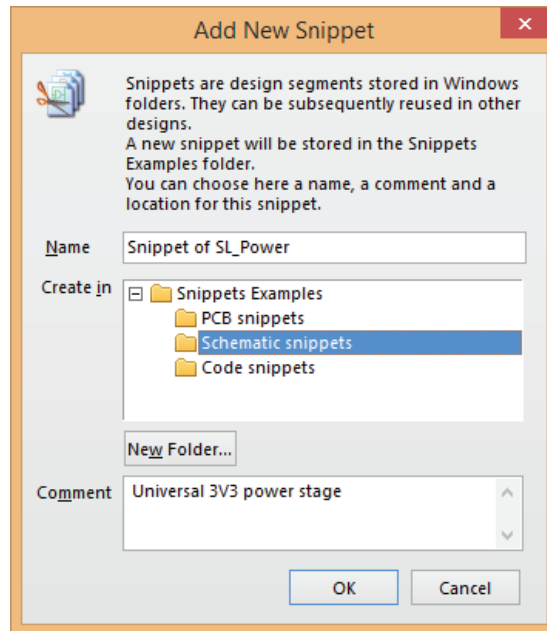 Add New Snippet
Snippets are design segments stored in Windows
folders. They can be subsequently reused in other
designs.
A new snippet will be stored in the Snippets
Examples folder.
You can choose here a name, a comment and a
location for this snippet.
Name Snippet of SL_Power
Create in Snippets Examples
PCB snippets
Schematic snippets
Code snippets
New Folder...
Comment Universal 3V3 power stage
OK Cancel